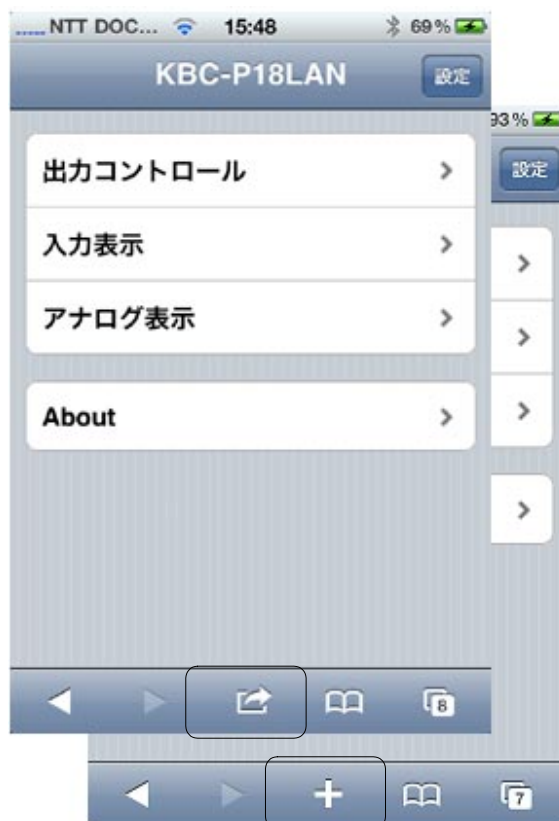 NTT DOC... 15:48 69%
KBC-P18LAN 設定
出力コントロール
入力表示
アナログ表示
About
8
93%
設定
7